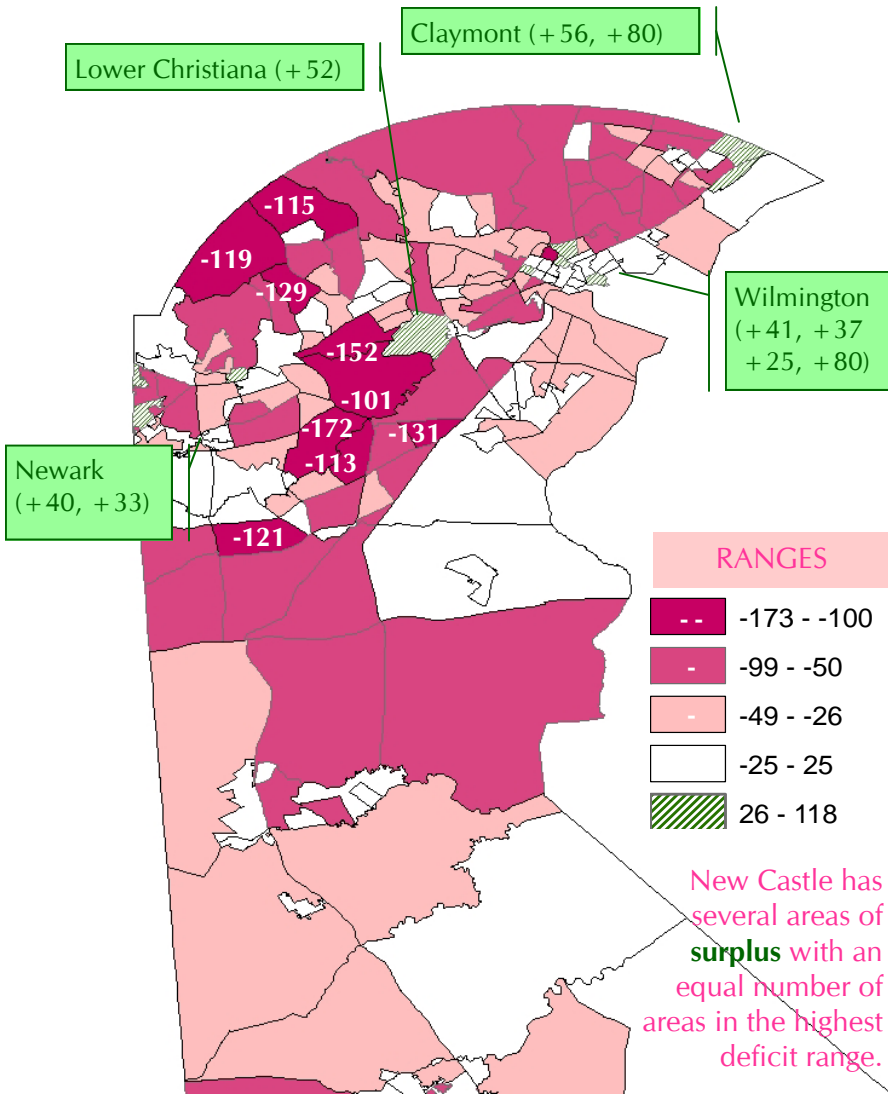 Claymont (+56, +80)
Lower Christiana (+52)
-115
-119
-129
Wilmington
(+41, +37
+25, +80)
-152
-101
-172
-131
-113
Newark
(+40, +33)
-121
RANGES
- - -173 - -100
- -99 - -50
- -49 - -26
-25 - 25
26 - 118
New Castle has
several areas of
surplus with an
equal number of
areas in the highest
deficit range.